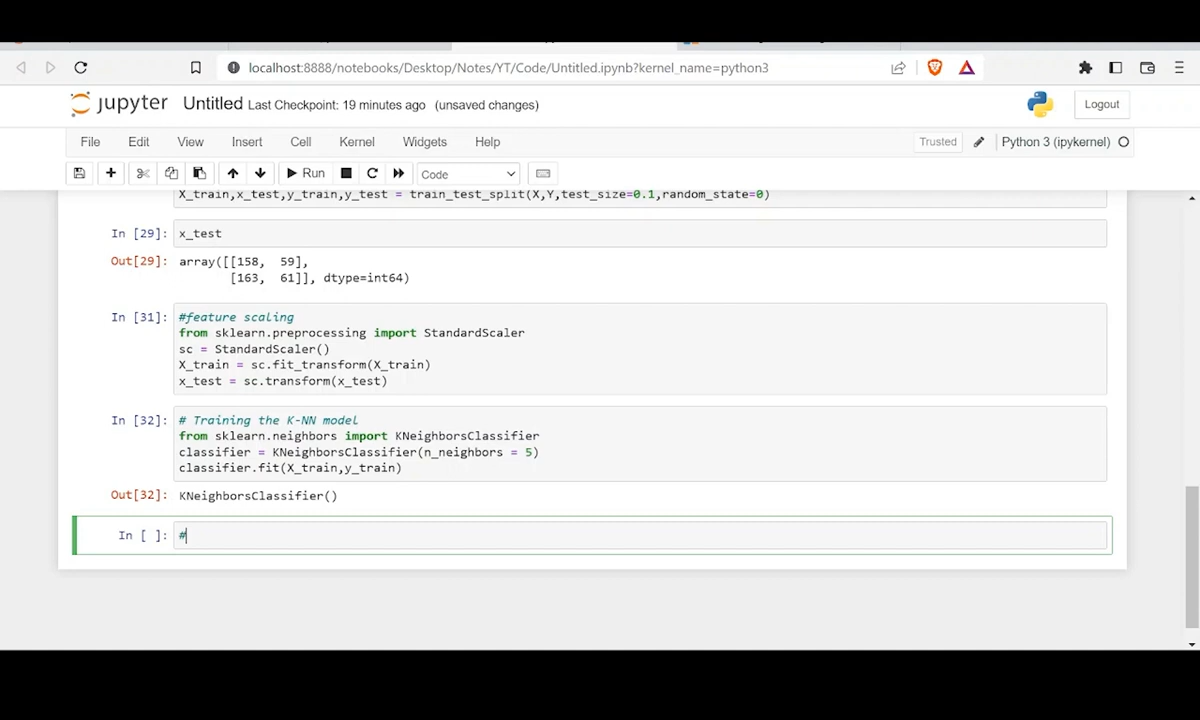 localhost:8888/notebooks/Desktop/Notes/YT/Code/Untitled.ipynb?kernel_name=python3
jupyter Untitled Last Checkpoint: 19 minutes ago (unsaved changes) Logout
File Edit View Insert Cell Kernel Widgets Help Trusted Python 3 (ipykernel)
Run Code
X_train,x_test,y_train,y_test = train_test_split(X,Y,test_size=0.1,random_state=0)
In [29]: x_test
Out[29]: array([[158,  59],
[163,  61]], dtype=int64)
In [31]: #feature scaling
from sklearn.preprocessing import StandardScaler
sc = StandardScaler()
X_train = sc.fit_transform(X_train)
x_test = sc.transform(x_test)
In [32]: # Training the K-NN model
from sklearn.neighbors import KNeighborsClassifier
classifier = KNeighborsClassifier(n_neighbors = 5)
classifier.fit(X_train,y_train)
Out[32]: KNeighborsClassifier()
In [ ]: #